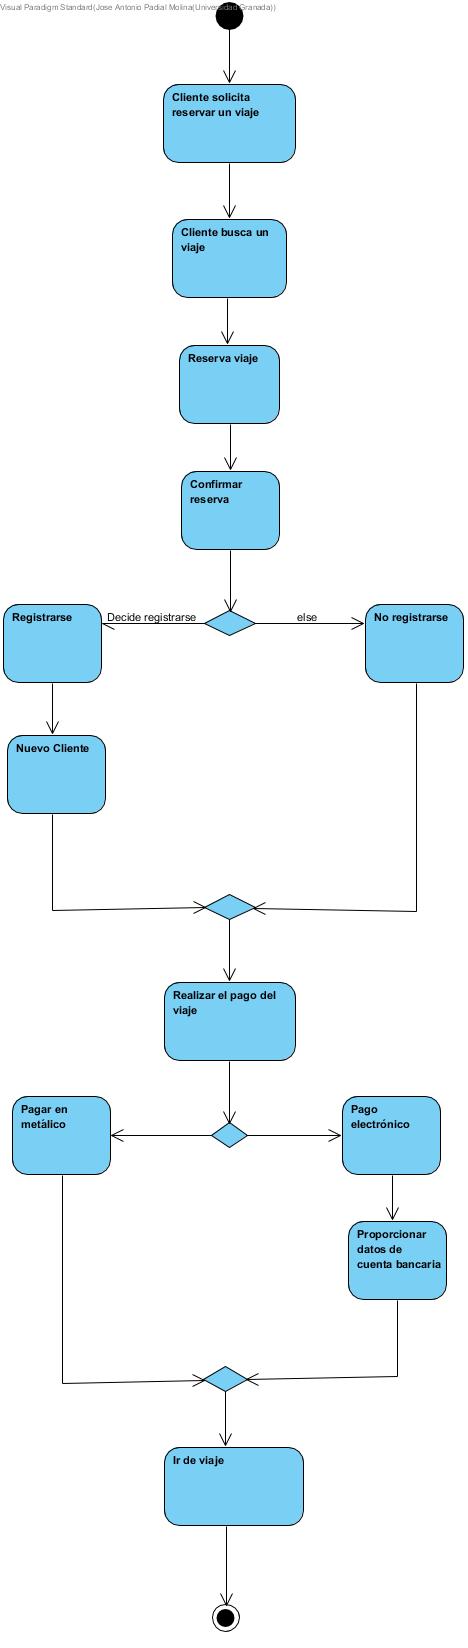 Visual Paradigm Standard(Jose Antonio Padial Molina(Universidad Granada))
Cliente solicita
reservar un viaje
Cliente busca un
viaje
Reserva viaje
Confirmar
reserva
Registrarse
Decide registrarse
else
No registrarse
Nuevo Cliente
Realizar el pago del
viaje
Pagar en
metálico
Pago
electrónico
Proporcionar
datos de
cuenta bancaria
Ir de viaje